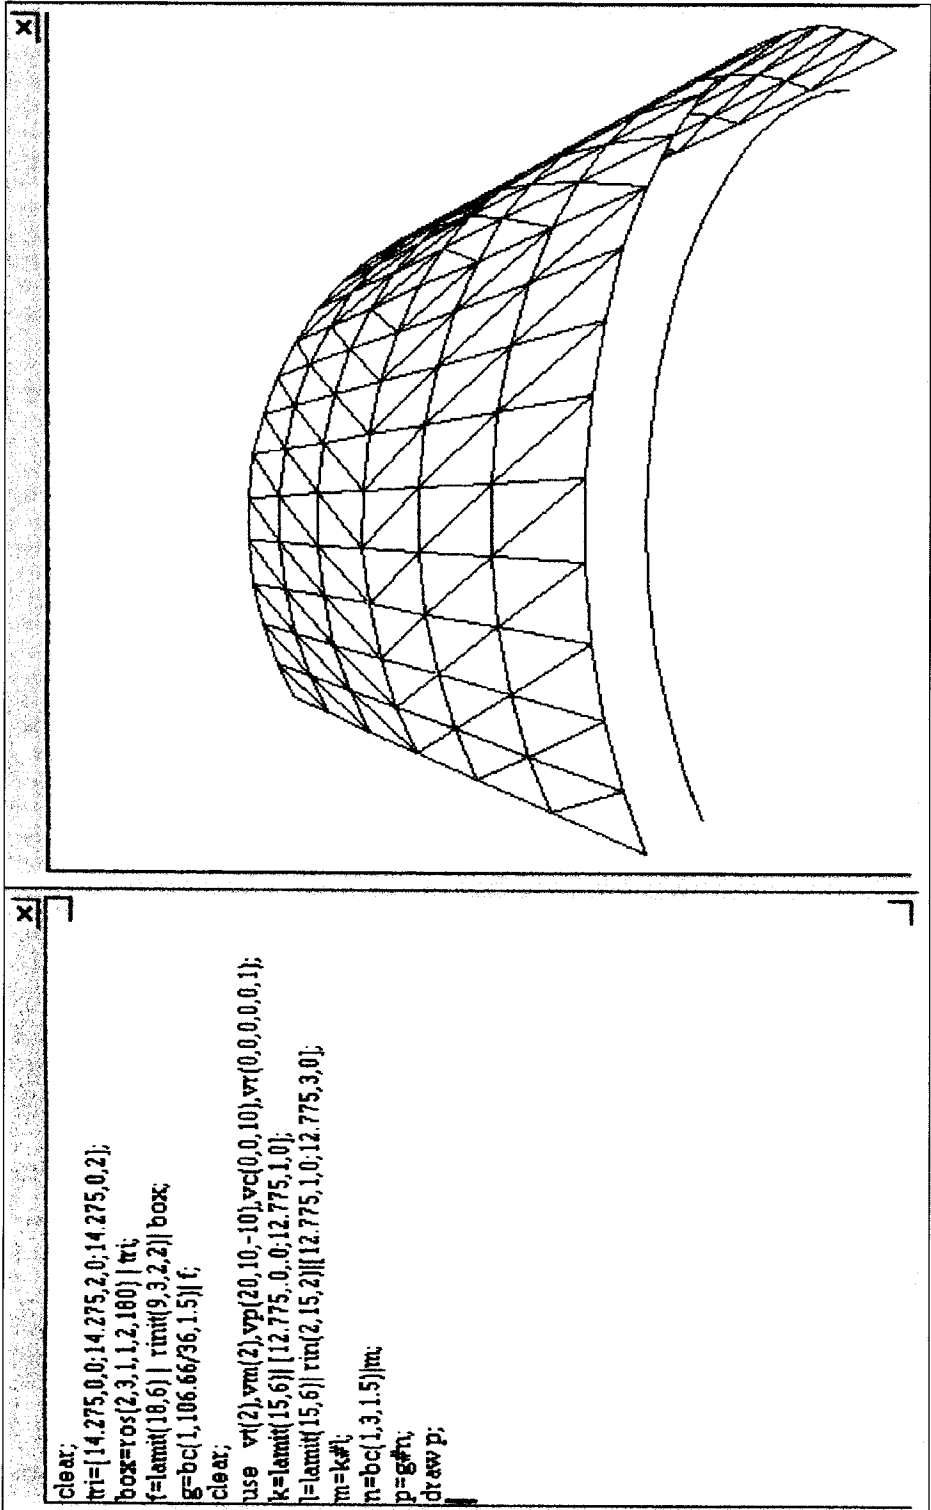 clear;
tri=[14.275,0,0;14.275,2,0;14.275,0,2];
box=ros(2,3,1,1,2,180) | tri;
f=lamit(18,6) | rinit(9,3,2,2)| box;
g=bc(1,106.66/36,1.5)| f;
clear;
use vt(2),vm(2),vp(20,10,-10),vc(0,0,10),vr(0,0,0,0,0,1);
k=lamit(15,6)| [12.775,.0,.0;12.775,1,0];
l=lamit(15,6)| rin(2,15,2)|[12.775,1,0;12.775,3,0];
m=k#l;
n=bc(1,3,1.5)|m;
p=g#n;
draw p;